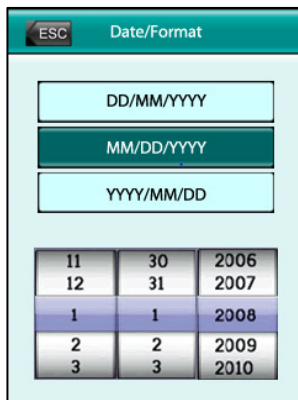 ESC Date/Format
DD/MM/YYYY
MM/DD/YYYY
YYYY/MM/DD
11 30 2006
12 31 2007
1 1 2008
2 2 2009
3 3 2010